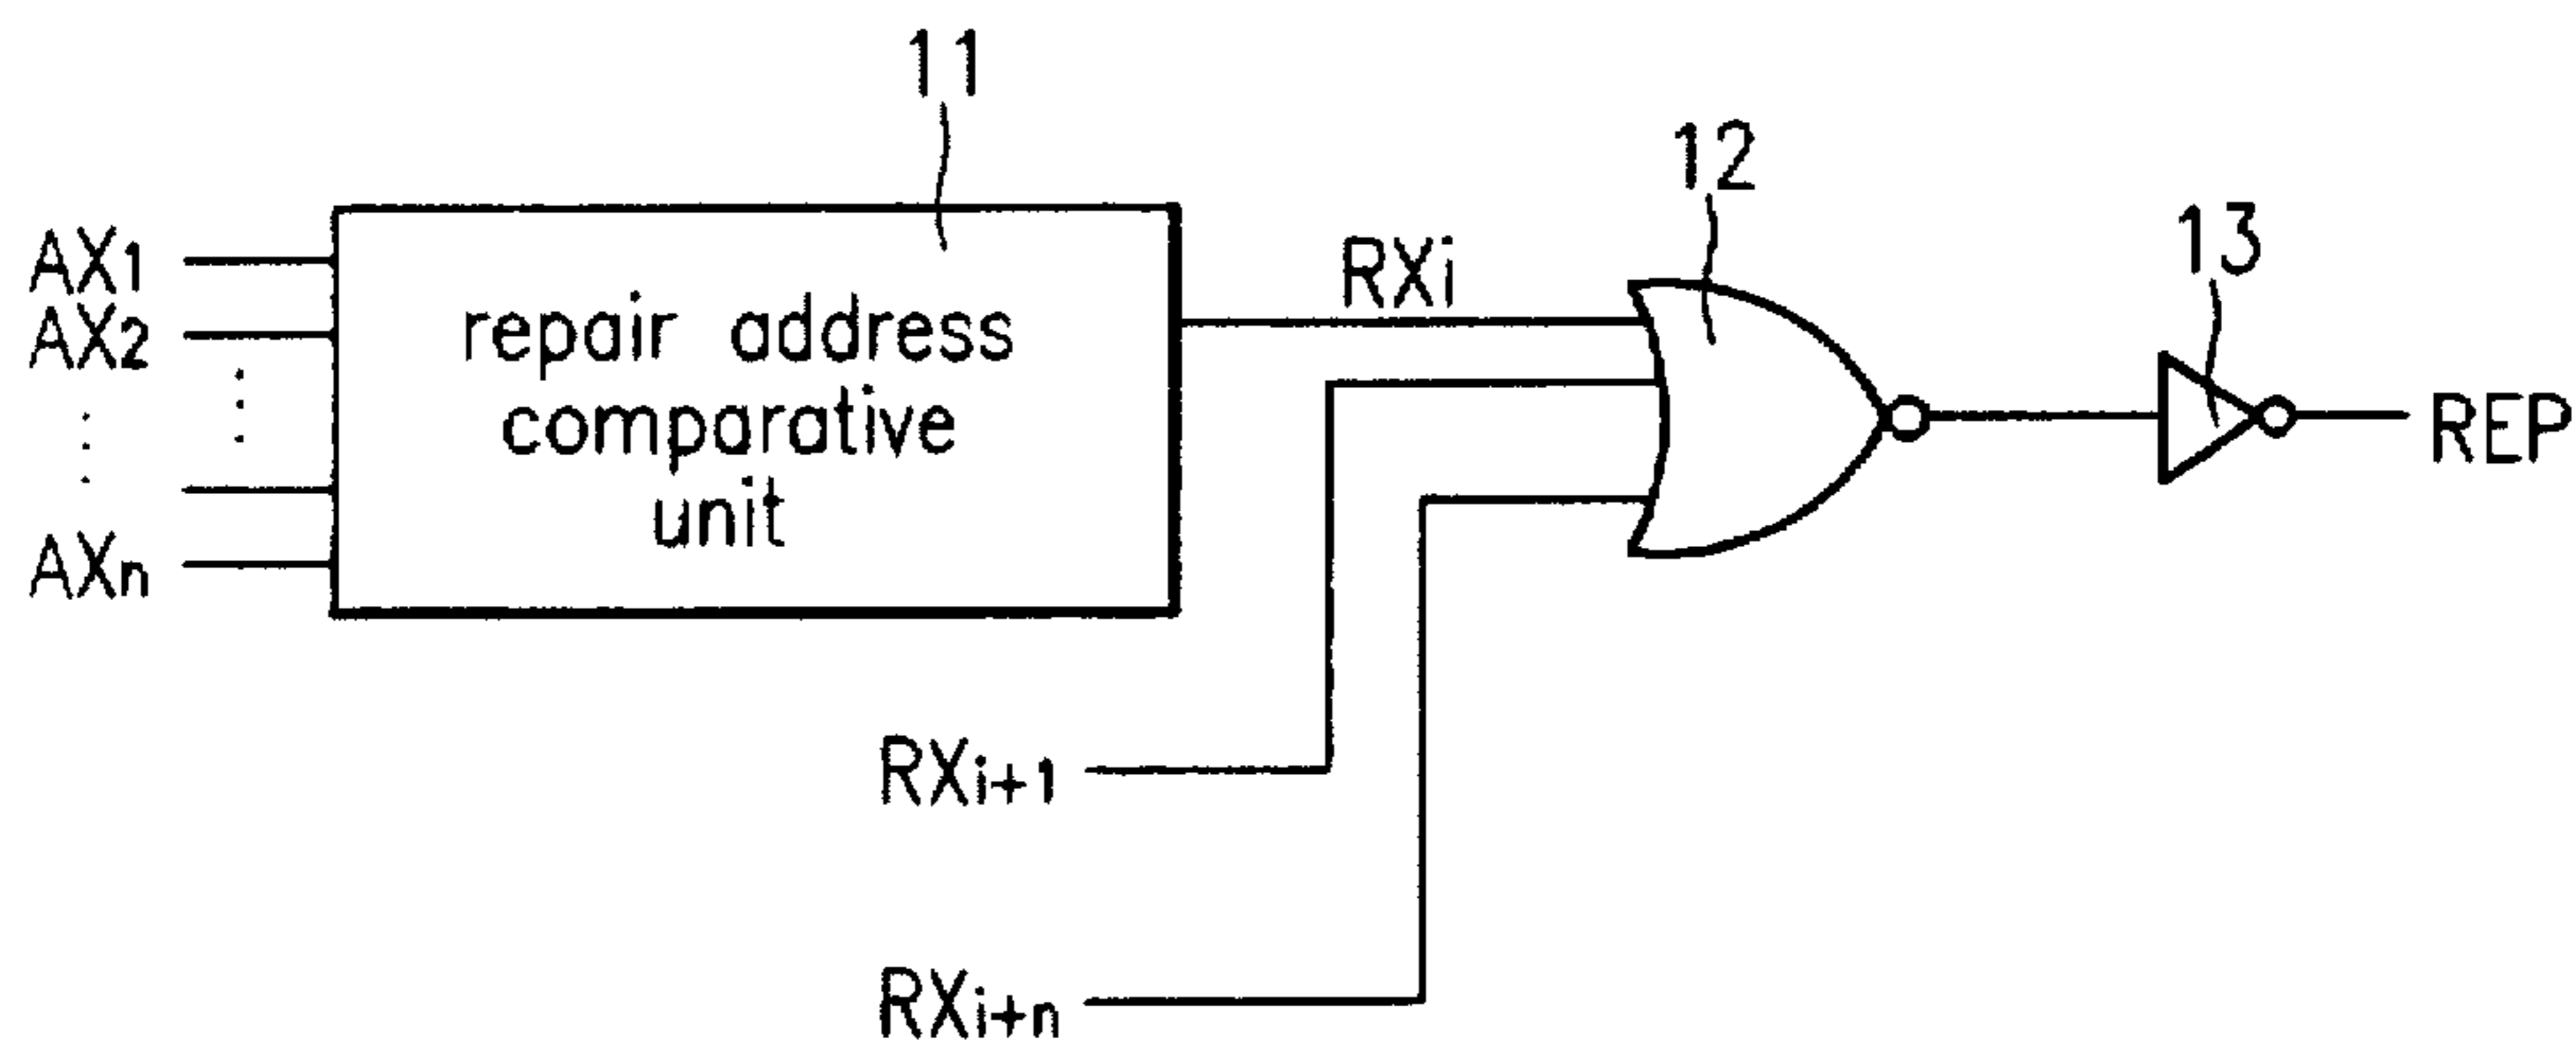 11
12
13
AX1
AX2
AXn
repair address
comparative
unit
RXi
REP
RXi+1
RXi+n